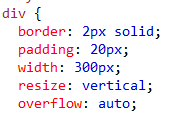 div {
  border: 2px solid;
  padding: 20px;
  width: 300px;
  resize: vertical;
  overflow: auto;